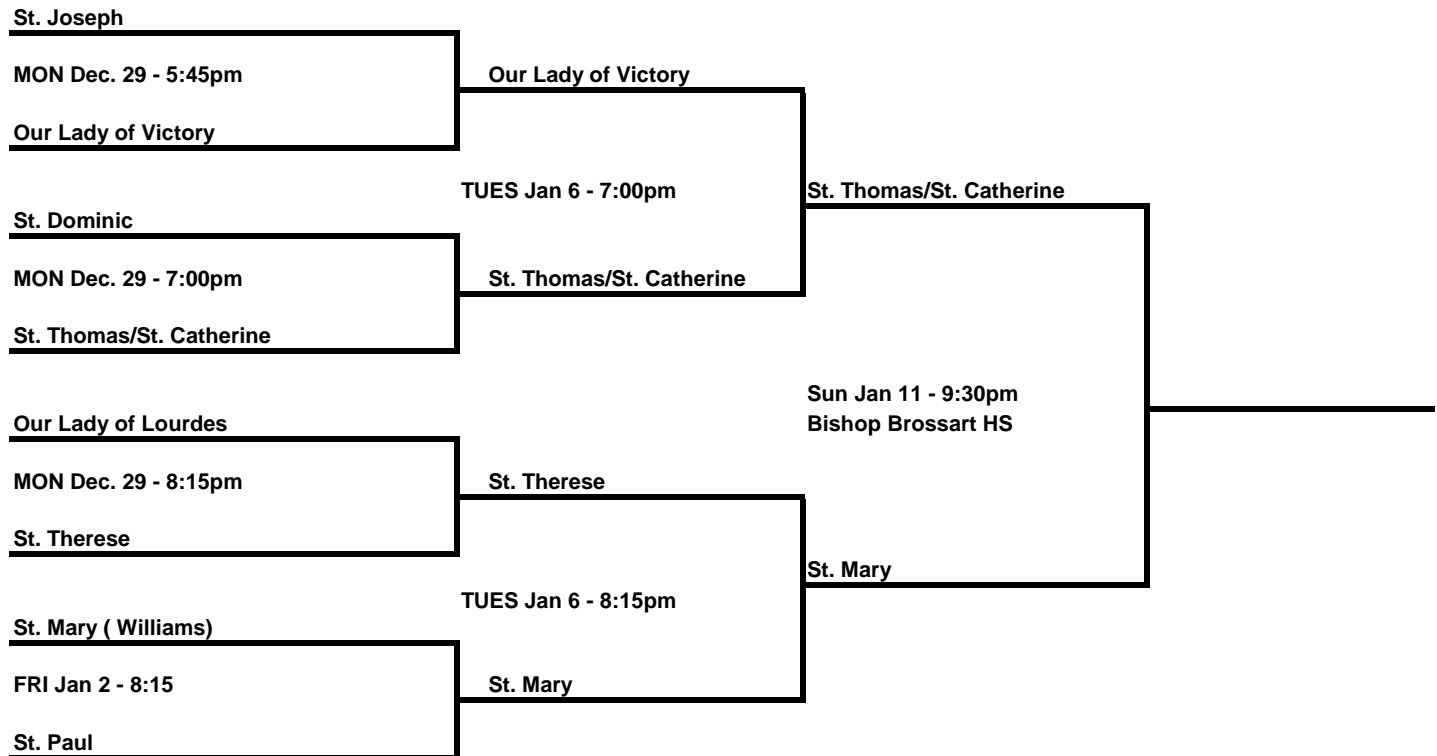 St. Joseph
MON Dec. 29 - 5:45pm
Our Lady of Victory
Our Lady of Victory
TUES Jan 6 - 7:00pm
St. Thomas/St. Catherine
St. Dominic
MON Dec. 29 - 7:00pm
St. Thomas/St. Catherine
St. Thomas/St. Catherine
Sun Jan 11 - 9:30pm
Bishop Brossart HS
Our Lady of Lourdes
MON Dec. 29 - 8:15pm
St. Therese
St. Therese
St. Mary
TUES Jan 6 - 8:15pm
St. Mary ( Williams)
FRI Jan 2 - 8:15
St. Mary
St. Paul